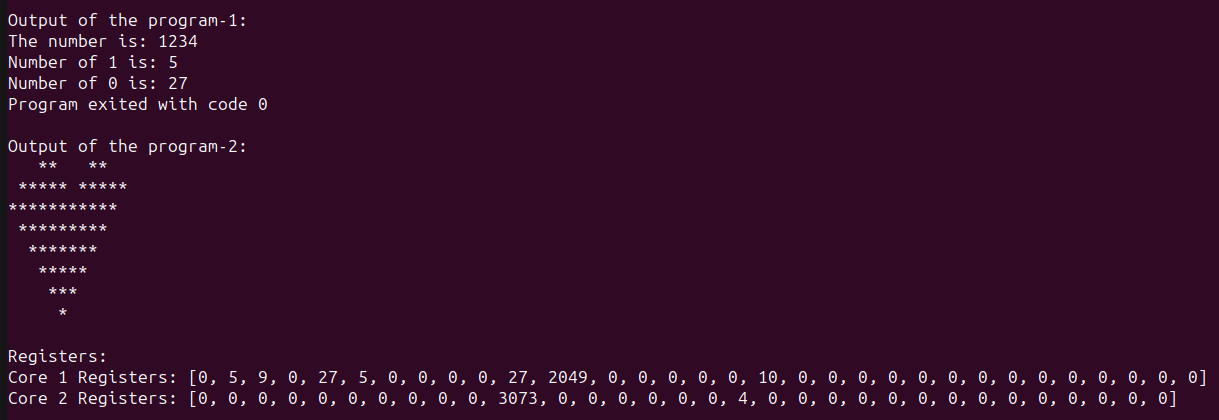 Output of the program-1:
The number is: 1234
Number of 1 is: 5
Number of 0 is: 27
Program exited with code 0
Output of the program-2:
   **   **
 ***** *****
***********
 *********
  *******
   *****
    ***
     *
Registers:
Core 1 Registers: [0, 5, 9, 0, 27, 5, 0, 0, 0, 0, 27, 2049, 0, 0, 0, 0, 0, 10, 0, 0, 0, 0, 0, 0, 0, 0, 0, 0, 0, 0, 0, 0]
Core 2 Registers: [0, 0, 0, 0, 0, 0, 0, 0, 0, 0, 3073, 0, 0, 0, 0, 0, 0, 4, 0, 0, 0, 0, 0, 0, 0, 0, 0, 0, 0, 0, 0, 0]